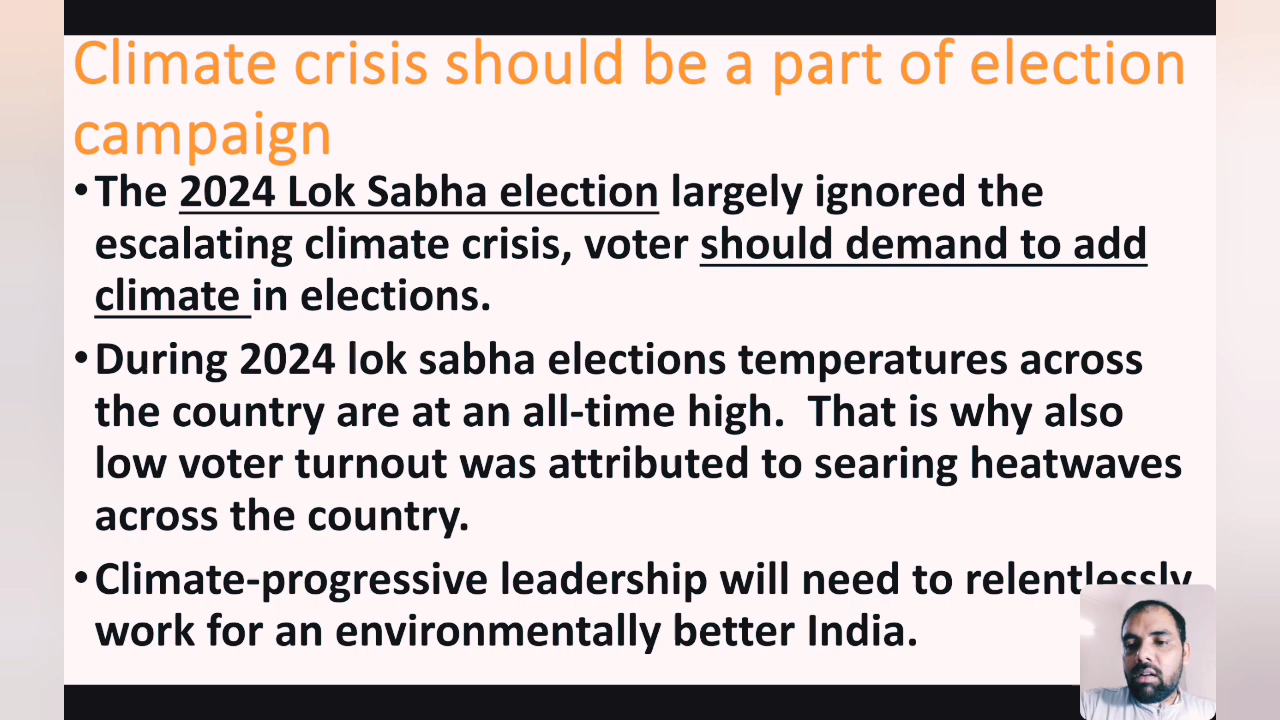 Climate crisis should be a part of election
campaign
•The 2024 Lok Sabha election largely ignored the
escalating climate crisis, voter should demand to add
climate in elections.
•During 2024 lok sabha elections temperatures across
the country are at an all-time high.  That is why also
low voter turnout was attributed to searing heatwaves
across the country.
•Climate-progressive leadership will need to relentlessly
work for an environmentally better India.